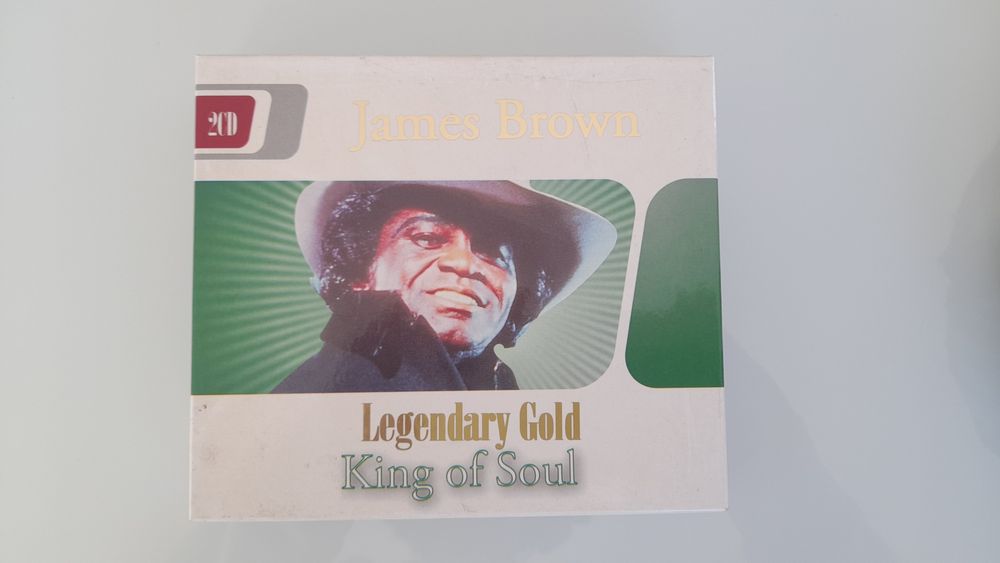 2CD
James Brown
Legendary Gold
King of Soul